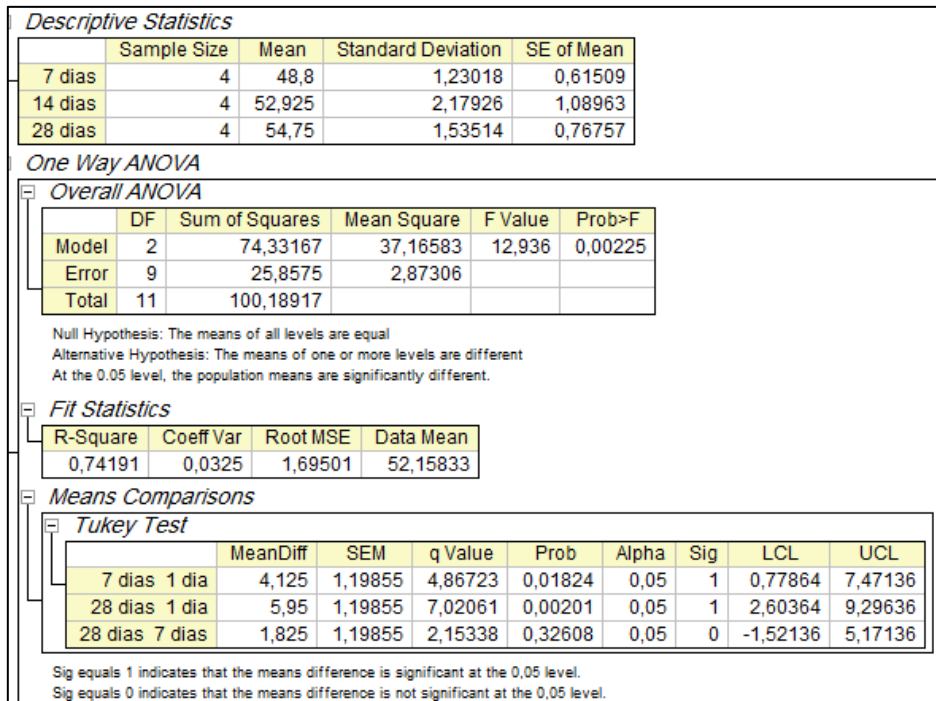 Descriptive Statistics
Sample Size Mean Standard Deviation SE of Mean
7 dias 4 48,8 1,23018 0,61509
14 dias 4 52,925 2,17926 1,08963
28 dias 4 54,75 1,53514 0,76757
One Way ANOVA
Overall ANOVA
DF Sum of Squares Mean Square F Value Prob>F
Model 2 74,33167 37,16583 12,936 0,00225
Error 9 25,8575 2,87306
Total 11 100,18917
Null Hypothesis: The means of all levels are equal
Alternative Hypothesis: The means of one or more levels are different
At the 0.05 level, the population means are significantly different.
Fit Statistics
R-Square Coeff Var Root MSE Data Mean
0,74191 0,0325 1,69501 52,15833
Means Comparisons
Tukey Test
MeanDiff SEM q Value Prob Alpha Sig LCL UCL
7 dias 1 dia 4,125 1,19855 4,86723 0,01824 0,05 1 0,77864 7,47136
28 dias 1 dia 5,95 1,19855 7,02061 0,00201 0,05 1 2,60364 9,29636
28 dias 7 dias 1,825 1,19855 2,15338 0,32608 0,05 0 -1,52136 5,17136
Sig equals 1 indicates that the means difference is significant at the 0,05 level.
Sig equals 0 indicates that the means difference is not significant at the 0,05 level.